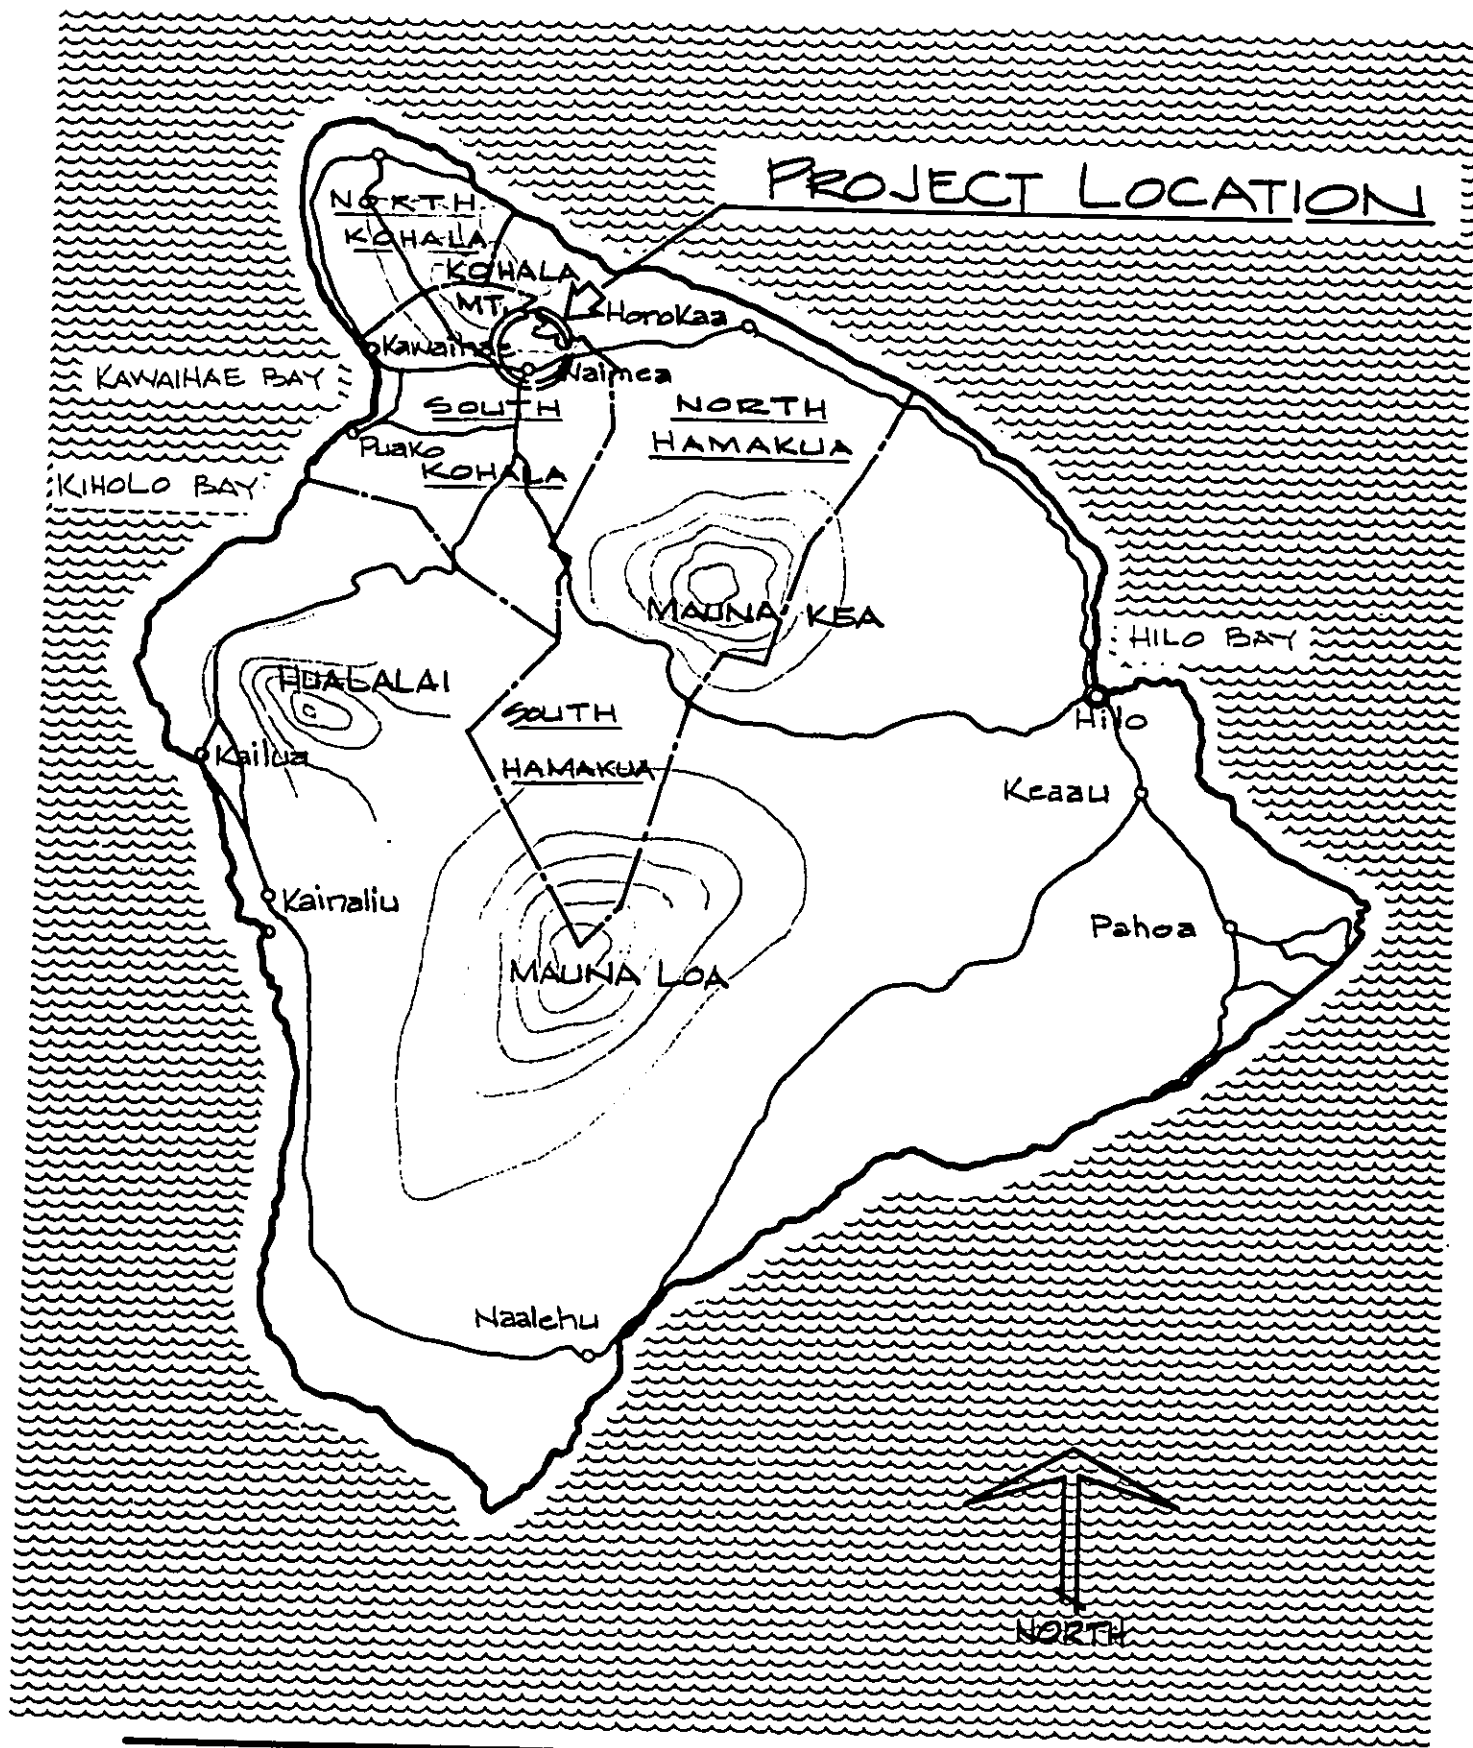 PROJECT LOCATION
NORTH
KOHALA
KOHALA
MT.
Honokaa
Kawaihae
Waimea
KAWAIHAE BAY
SOUTH
KOHALA
NORTH
HAMAKUA
Puako
KIHOLO BAY
MAUNA KEA
HILO BAY
HUALALAI
SOUTH
HAMAKUA
Hilo
Kailua
Keaau
Kainaliu
Pahoa
MAUNA LOA
Naalehu
NORTH